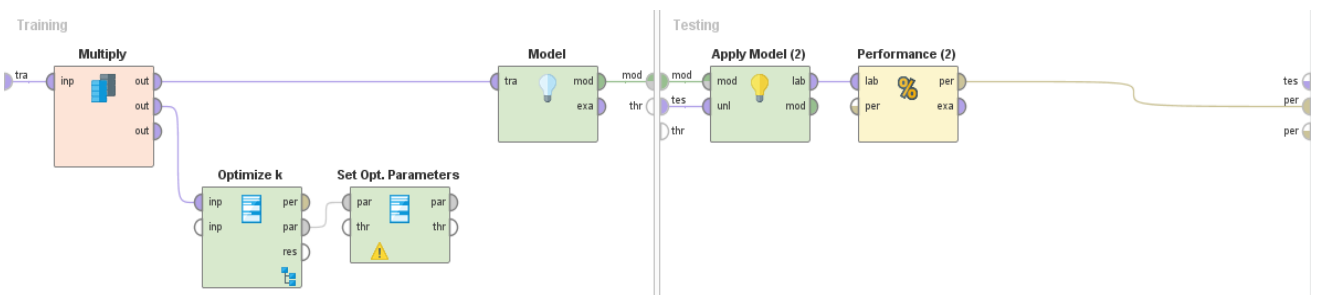 Training
Testing
Multiply
Model
Apply Model (2)
Performance (2)
tra
inp
out
out
out
tra
mod
exa
mod
thr
mod
tes
thr
mod
unl
lab
mod
lab
per
per
exa
tes
per
per
Optimize k
Set Opt. Parameters
inp
inp
per
par
res
par
thr
par
thr
%